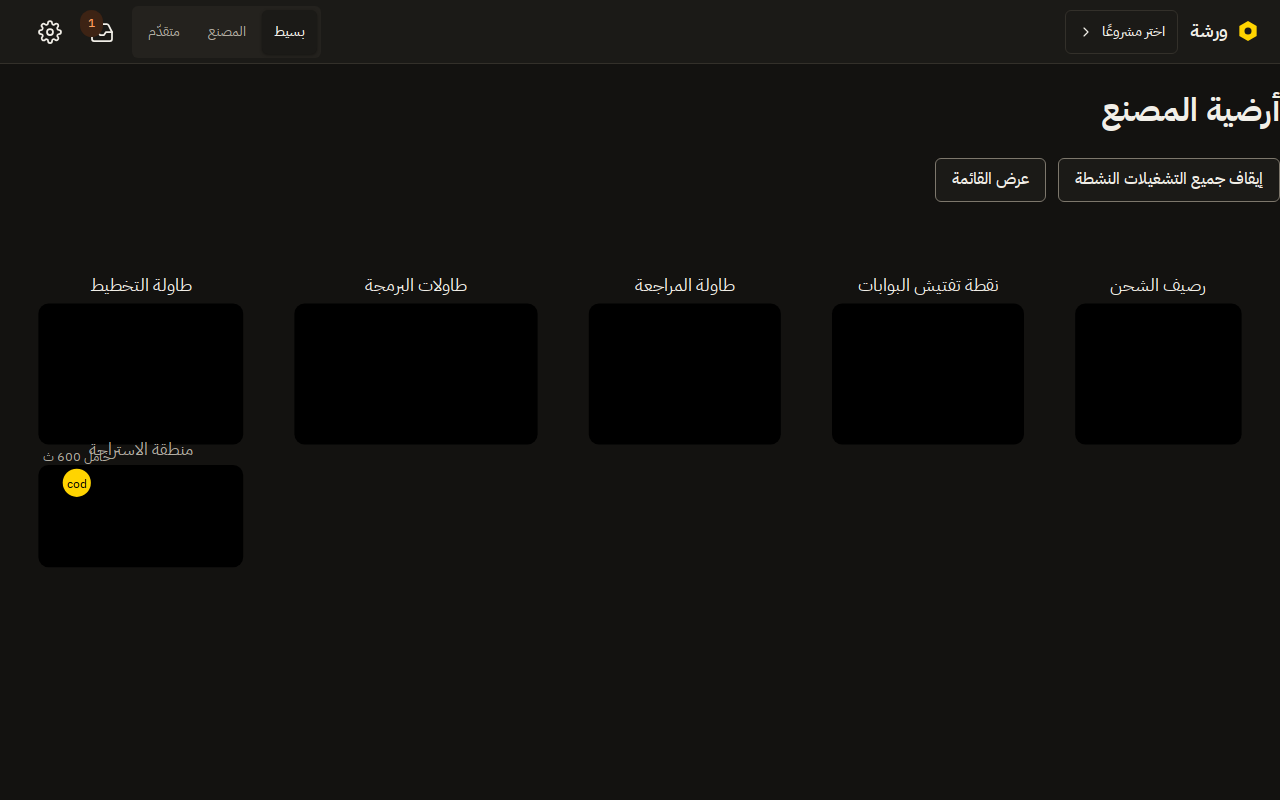 ورشة
اختر مشروعًا
بسيط
المصنع
متقدّم
1
أرضية المصنع
إيقاف جميع التشغيلات النشطة
عرض القائمة
رصيف الشحن
نقطة تفتيش البوابات
طاولة المراجعة
طاولات البرمجة
طاولة التخطيط
منطقة الاستراحة
خامل 600 ث
cod